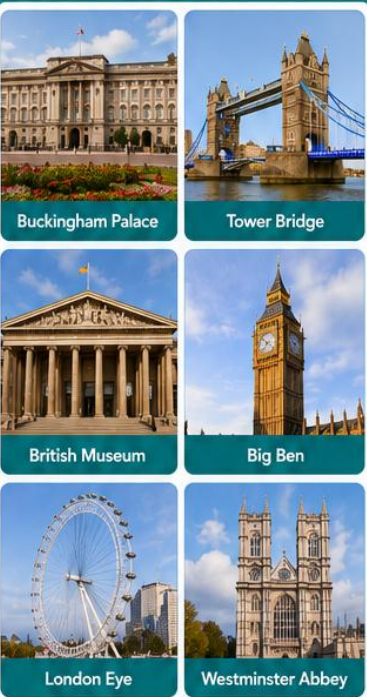 Buckingham Palace
Tower Bridge
British Museum
Big Ben
London Eye
Westminster Abbey